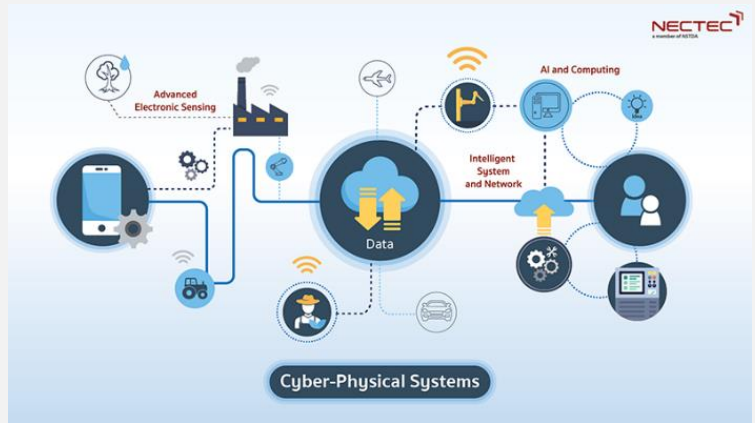 NECTEC
a member of NSTDA
AI and Computing
Advanced
Electronic Sensing
Idea
Intelligent
System
and Network
Data
Cyber-Physical Systems